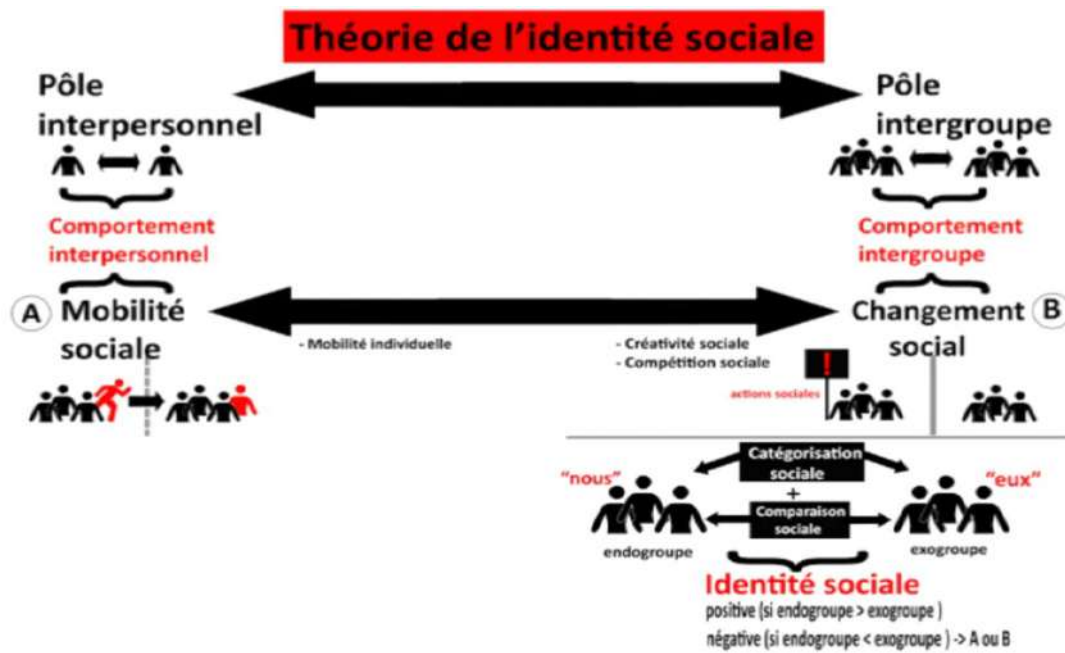 Théorie de l'identité sociale
Pôle
interpersonnel
Pôle
intergroupe
Comportement
interpersonnel
Comportement
intergroupe
A
Mobilité
sociale
Changement
social
B
- Mobilité individuelle
- Créativité sociale
- Compétition sociale
!
actions sociales
Catégorisation
sociale
+
Comparaison
sociale
"nous"
"eux"
endogroupe
exogroupe
Identité sociale
positive (si endogroupe > exogroupe )
négative (si endogroupe < exogroupe ) -> A ou B